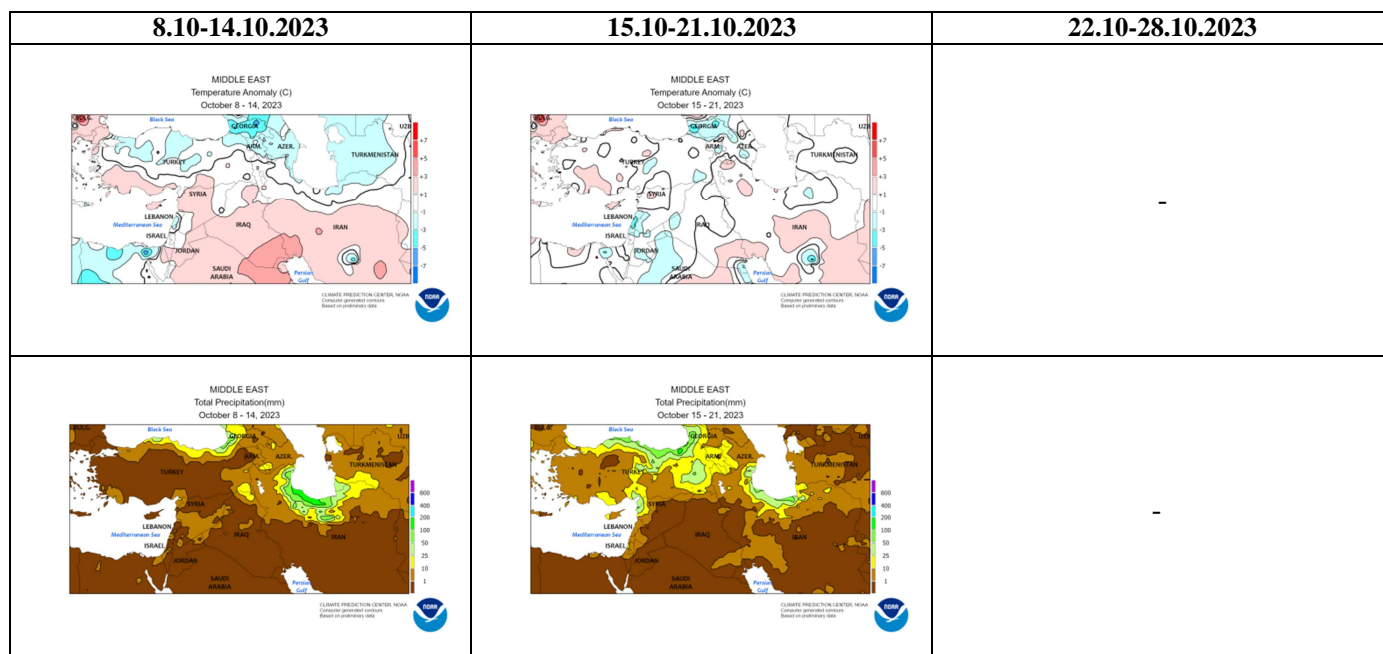 8.10-14.10.2023
15.10-21.10.2023
22.10-28.10.2023
MIDDLE EAST
Temperature Anomaly (C)
October 8 - 14, 2023
BULG.
Black Sea
GEORGIA
UZB
ARM.
AZER.
TURKEY
TURKMENISTAN
SYRIA
LEBANON
Mediterranean Sea
IRAQ
IRAN
ISRAEL
JORDAN
SAUDI
ARABIA
Persian
Gulf
+7
+5
+3
+1
-1
-3
-5
-7
CLIMATE PREDICTION CENTER, NOAA
Computer generated contours
Based on preliminary data
NOAA
MIDDLE EAST
Temperature Anomaly (C)
October 15 - 21, 2023
BULG.
Black Sea
GEORGIA
UZB
ARM.
AZER.
TURKEY
TURKMENISTAN
SYRIA
LEBANON
Mediterranean Sea
IRAQ
IRAN
ISRAEL
JORDAN
SAUDI
ARABIA
Persian
Gulf
+7
+5
+3
+1
-1
-3
-5
-7
CLIMATE PREDICTION CENTER, NOAA
Computer generated contours
Based on preliminary data
NOAA
-
MIDDLE EAST
Total Precipitation(mm)
October 8 - 14, 2023
BULG.
Black Sea
GEORGIA
UZB
ARM.
AZER.
TURKEY
TURKMENISTAN
SYRIA
LEBANON
Mediterranean Sea
IRAQ
IRAN
ISRAEL
JORDAN
SAUDI
ARABIA
Persian
Gulf
800
400
200
100
50
25
10
1
CLIMATE PREDICTION CENTER, NOAA
Computer generated contours
Based on preliminary data
NOAA
MIDDLE EAST
Total Precipitation(mm)
October 15 - 21, 2023
BULG.
Black Sea
GEORGIA
UZB
ARM.
AZER.
TURKEY
TURKMENISTAN
SYRIA
LEBANON
Mediterranean Sea
IRAQ
IRAN
ISRAEL
JORDAN
SAUDI
ARABIA
Persian
Gulf
800
400
200
100
50
25
10
1
CLIMATE PREDICTION CENTER, NOAA
Computer generated contours
Based on preliminary data
NOAA
-